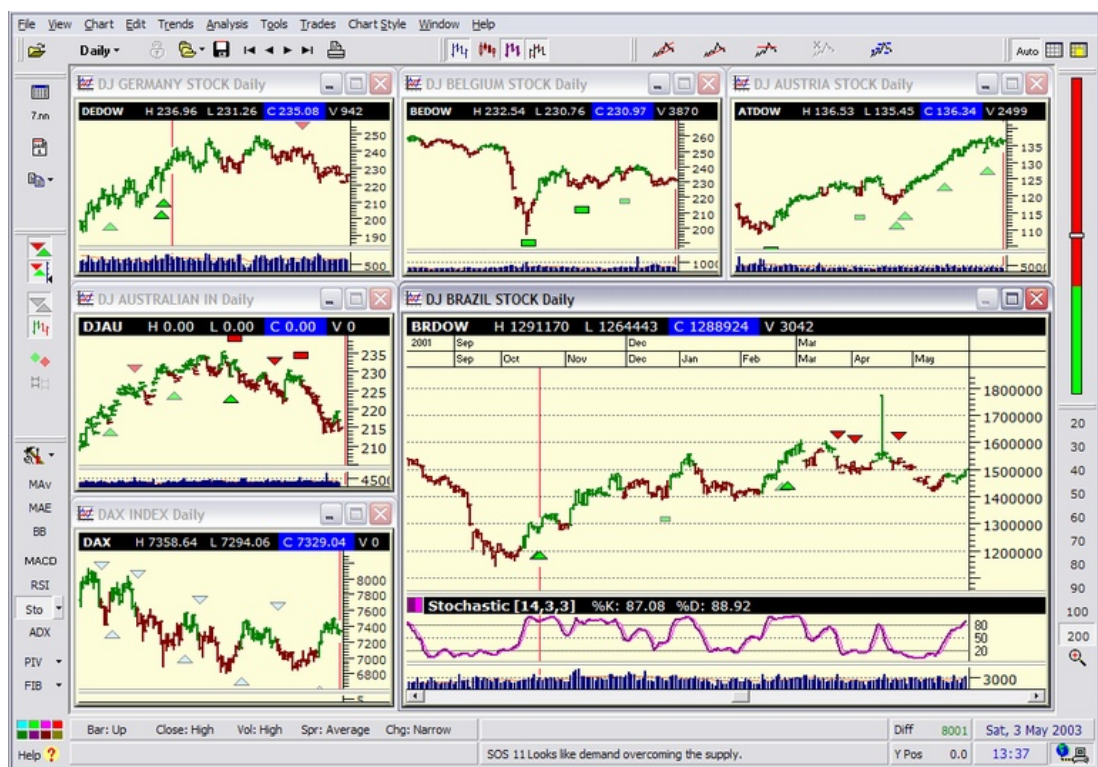 File View Chart Edit Trends Analysis Tools Trades Chart Style Window Help
Daily
Auto
7.nn
DJ GERMANY STOCK Daily
DEDOW H 236.96 L 231.26 C 235.08 V 942
250
240
230
220
210
200
190
500
DJ BELGIUM STOCK Daily
BEDOW H 232.54 L 230.76 C 230.97 V 3870
260
250
240
230
220
210
200
1000
DJ AUSTRIA STOCK Daily
ATDOW H 136.53 L 135.45 C 136.34 V 2499
135
130
125
120
115
110
105
5000
DJ AUSTRALIAN IN Daily
DJAU H 0.00 L 0.00 C 0.00 V 0
235
230
225
220
215
210
4500
DJ BRAZIL STOCK Daily
BRDOW H 1291170 L 1264443 C 1288924 V 3042
2001 Sep Dec Mar
Sep Oct Nov Dec Jan Feb Mar Apr May
1800000
1700000
1600000
1500000
1400000
1300000
1200000
Stochastic [14,3,3] %K: 87.08 %D: 88.92
80
50
20
3000
DAX INDEX Daily
DAX H 7358.64 L 7294.06 C 7329.04 V 0
8000
7800
7600
7400
7200
7000
6800
5
MAv
MAE
BB
MACD
RSI
Sto
ADX
PIV
FIB
20
30
40
50
60
70
80
90
100
200
Bar: Up Close: High Vol: High Spr: Average Chg: Narrow Diff 8001 Sat, 3 May 2003
Help ? SOS 11 Looks like demand overcoming the supply. Y Pos 0.0 13:37